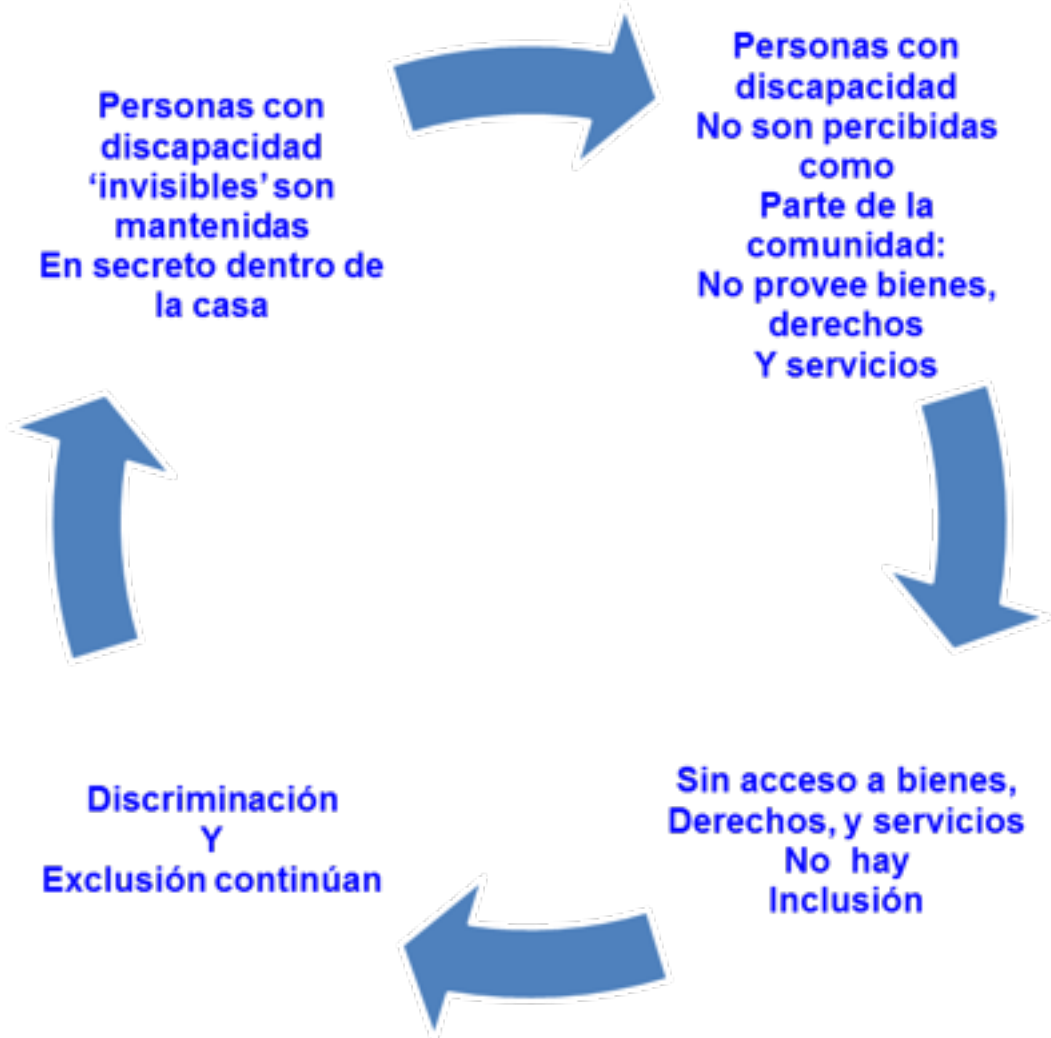 Personas con
discapacidad
‘invisibles’ son
mantenidas
En secreto dentro de
la casa
Personas con
discapacidad
No son percibidas
como
Parte de la
comunidad:
No provee bienes,
derechos
Y servicios
Sin acceso a bienes,
Derechos, y servicios
No hay
Inclusión
Discriminación
Y
Exclusión continúan